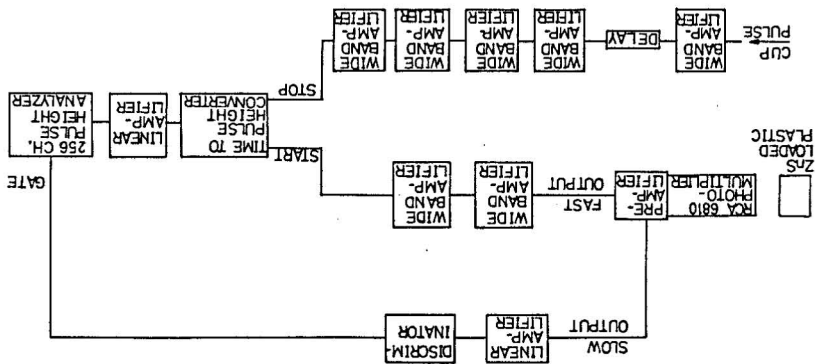 SLOW
OUTPUT
LINEAR
AMP-
LIFIER
DISCRIM-
INATOR
ZnS
LOADED
PLASTIC
RCA 6810
PHOTO-
MULTIPLIER
PRE-
AMP-
LIFIER
FAST
OUTPUT
WIDE
BAND
AMP-
LIFIER
WIDE
BAND
AMP-
LIFIER
START
GATE
TIME TO
PULSE
HEIGHT
CONVERTER
LINEAR
AMP-
LIFIER
256 CH.
PULSE
HEIGHT
ANALYZER
STOP
CUP
PULSE
WIDE
BAND
AMP-
LIFIER
DELAY
WIDE
BAND
AMP-
LIFIER
WIDE
BAND
AMP-
LIFIER
WIDE
BAND
AMP-
LIFIER
WIDE
BAND
AMP-
LIFIER